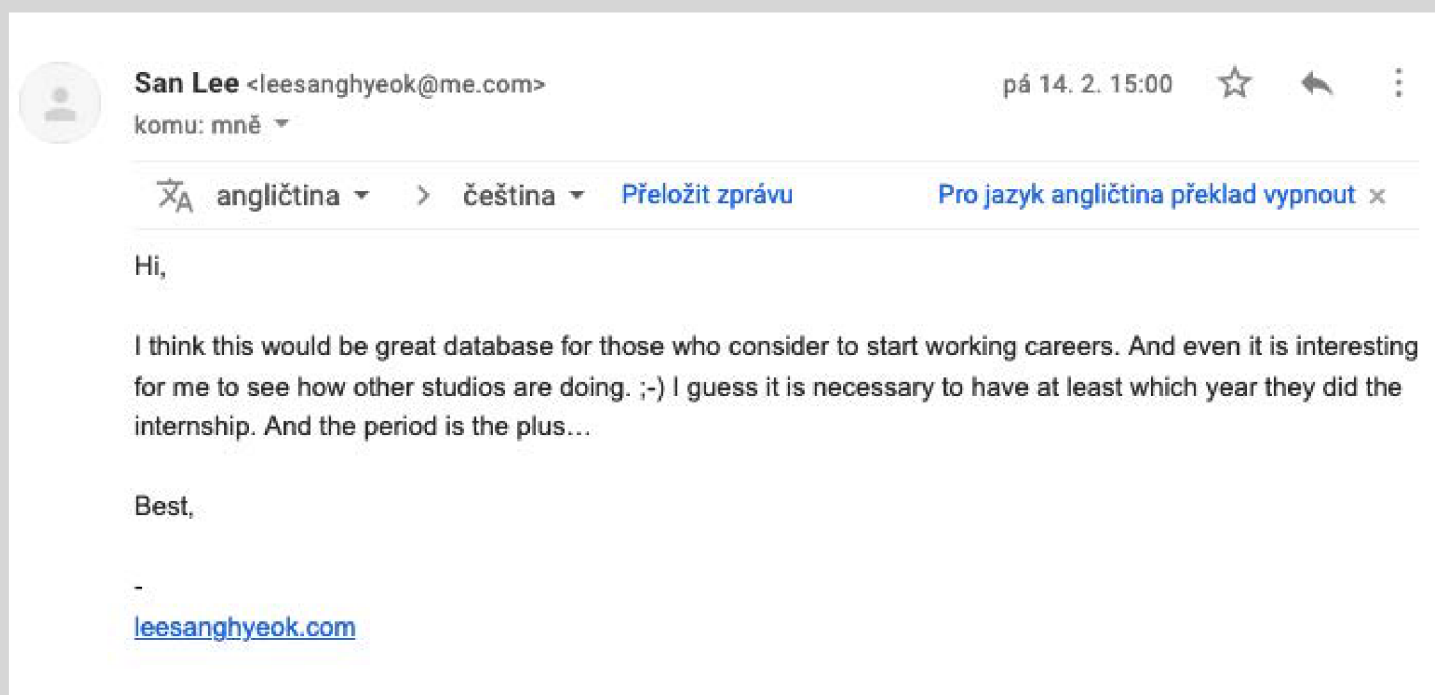 San Lee <leesanghyeok@me.com>
pá 14. 2. 15:00
komu: mně
angličtina > čeština Přeložit zprávu Pro jazyk angličtina překlad vypnout ×
Hi,
I think this would be great database for those who consider to start working careers. And even it is interesting
for me to see how other studios are doing. ;-) I guess it is necessary to have at least which year they did the
internship. And the period is the plus…
Best,
-
leesanghyeok.com